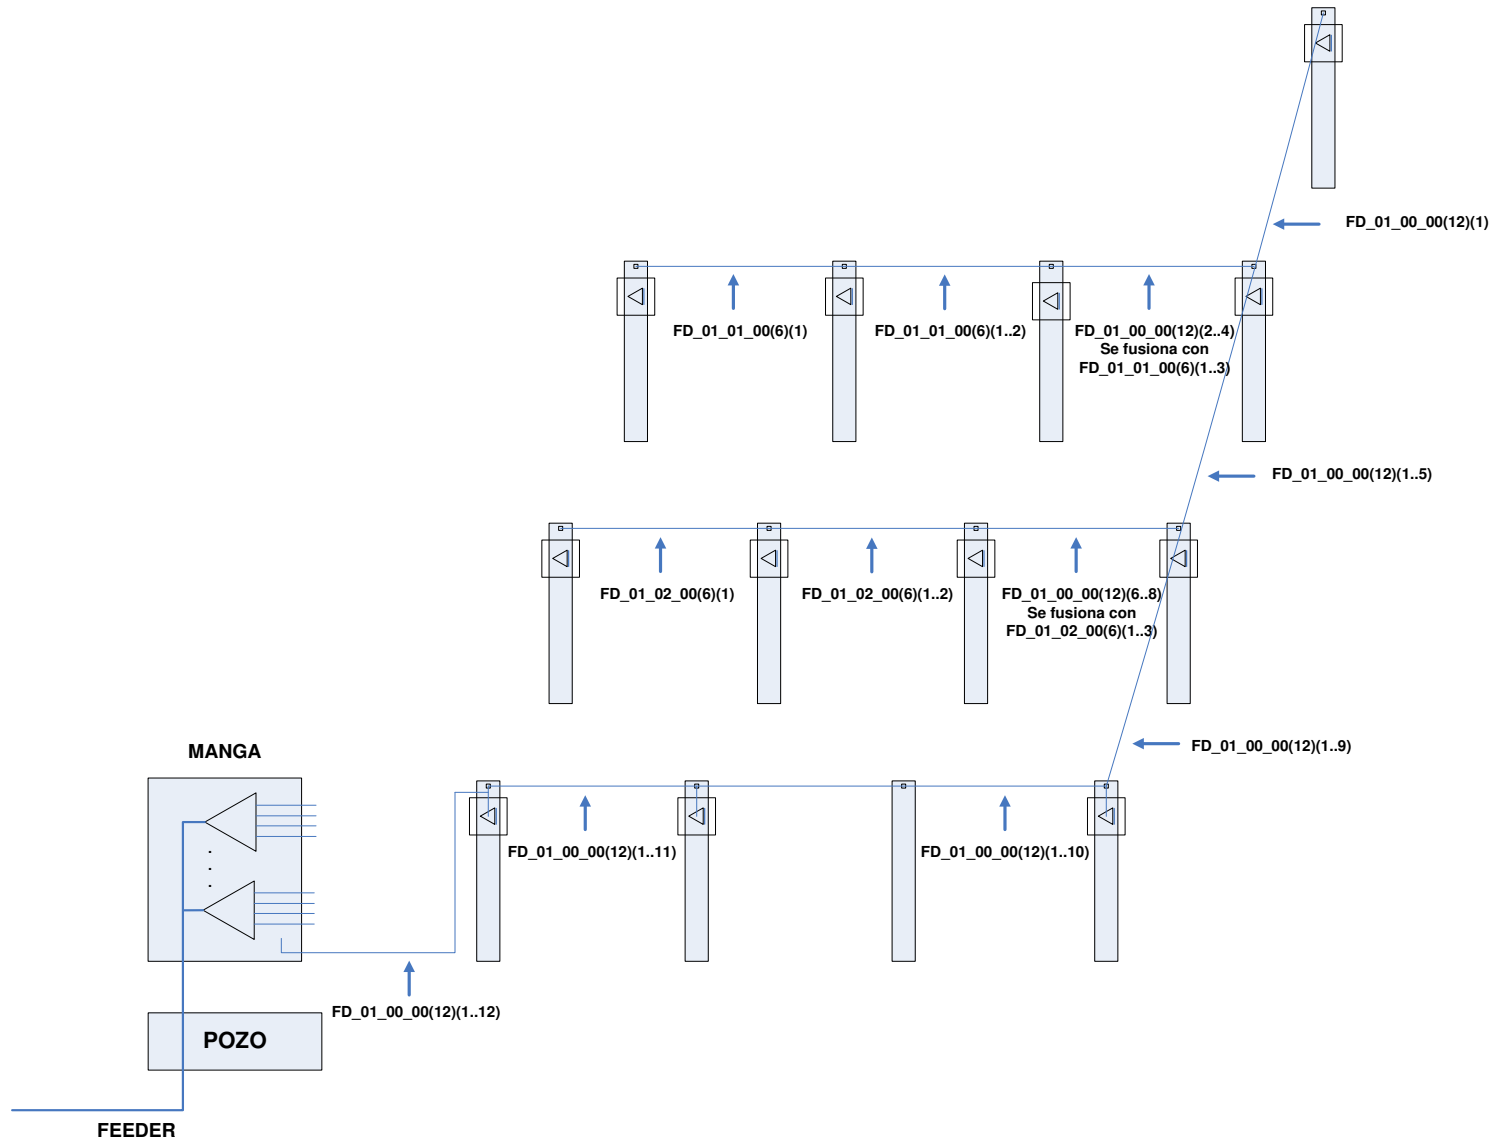 FD_01_00_00(12)(1)
FD_01_01_00(6)(1)
FD_01_01_00(6)(1..2)
FD_01_00_00(12)(2..4)
Se fusiona con
FD_01_01_00(6)(1..3)
FD_01_00_00(12)(1..5)
FD_01_02_00(6)(1)
FD_01_02_00(6)(1..2)
FD_01_00_00(12)(6..8)
Se fusiona con
FD_01_02_00(6)(1..3)
FD_01_00_00(12)(1..9)
MANGA
FD_01_00_00(12)(1..11)
FD_01_00_00(12)(1..10)
FD_01_00_00(12)(1..12)
POZO
FEEDER